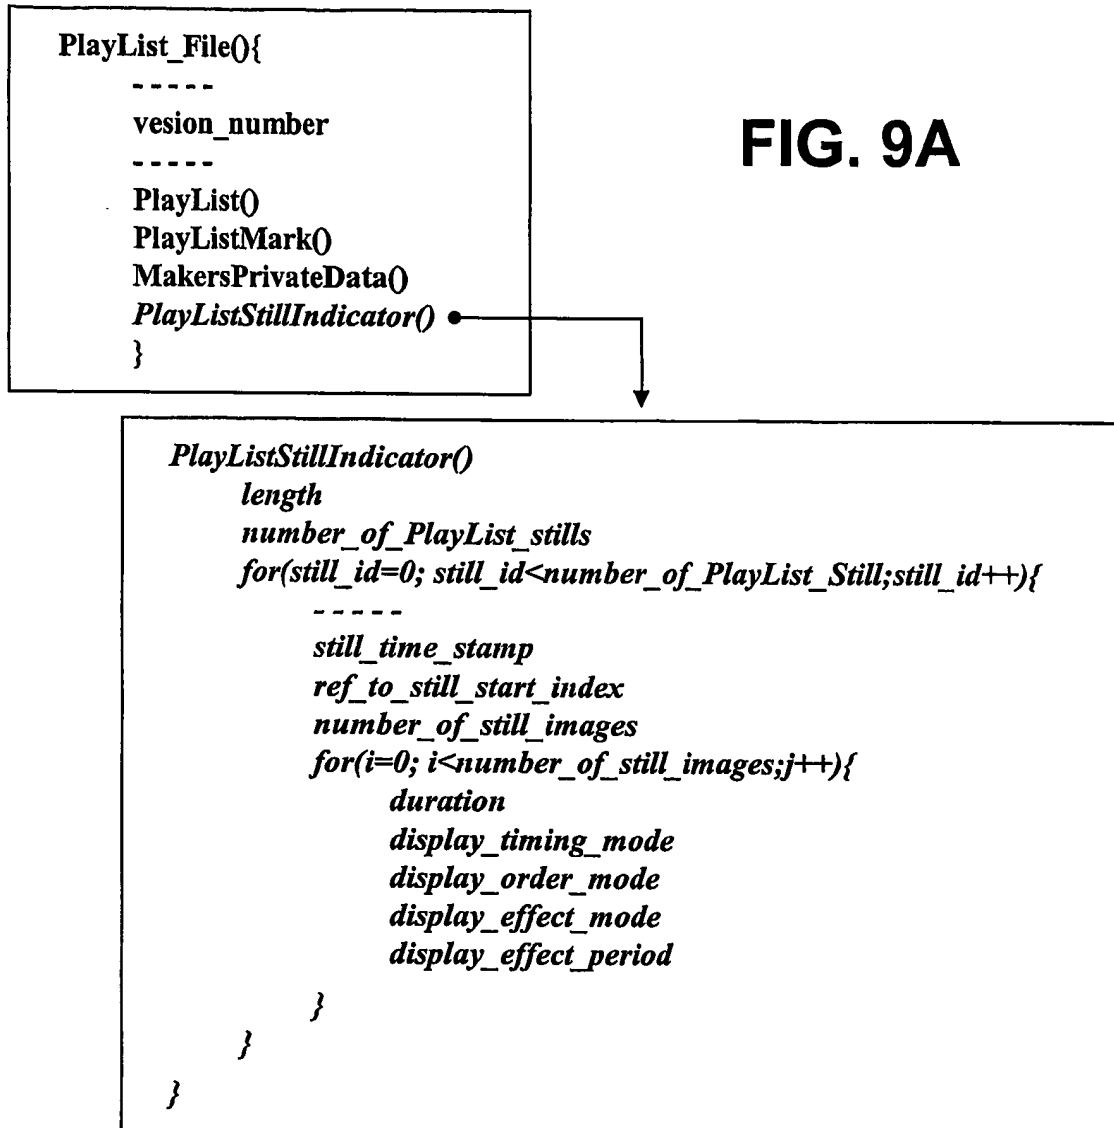 PlayList_File(){
- - - - -
vesion_number
- - - - -
PlayList()
PlayListMark()
MakersPrivateData()
PlayListStillIndicator()
}
FIG. 9A
PlayListStillIndicator()
length
number_of_PlayList_stills
for(still_id=0; still_id<number_of_PlayList_Still;still_id++){
- - - - -
still_time_stamp
ref_to_still_start_index
number_of_still_images
for(i=0; i<number_of_still_images;j++){
duration
display_timing_mode
display_order_mode
display_effect_mode
display_effect_period
}
}
}